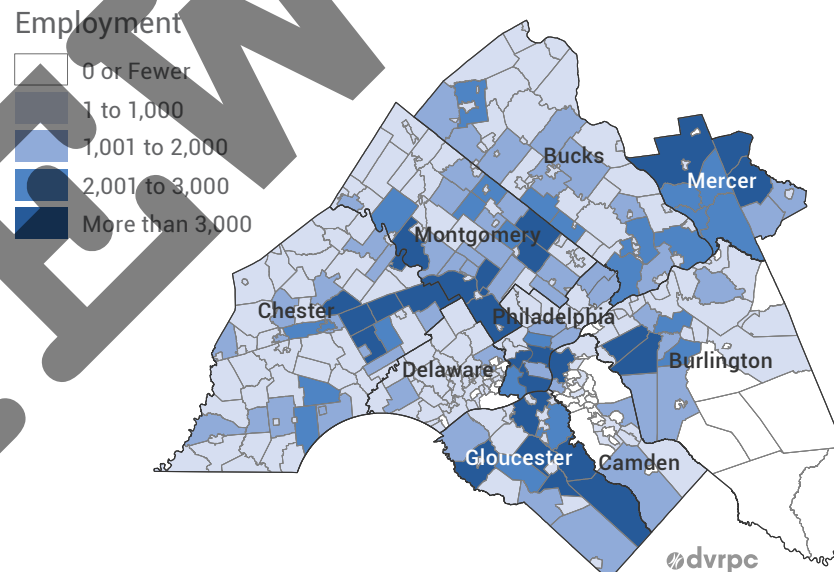 Employment
0 or Fewer
1 to 1,000
1,001 to 2,000
2,001 to 3,000
More than 3,000
Bucks
Mercer
Montgomery
Chester
Philadelphia
Delaware
Burlington
Gloucester
Camden
dvrpc